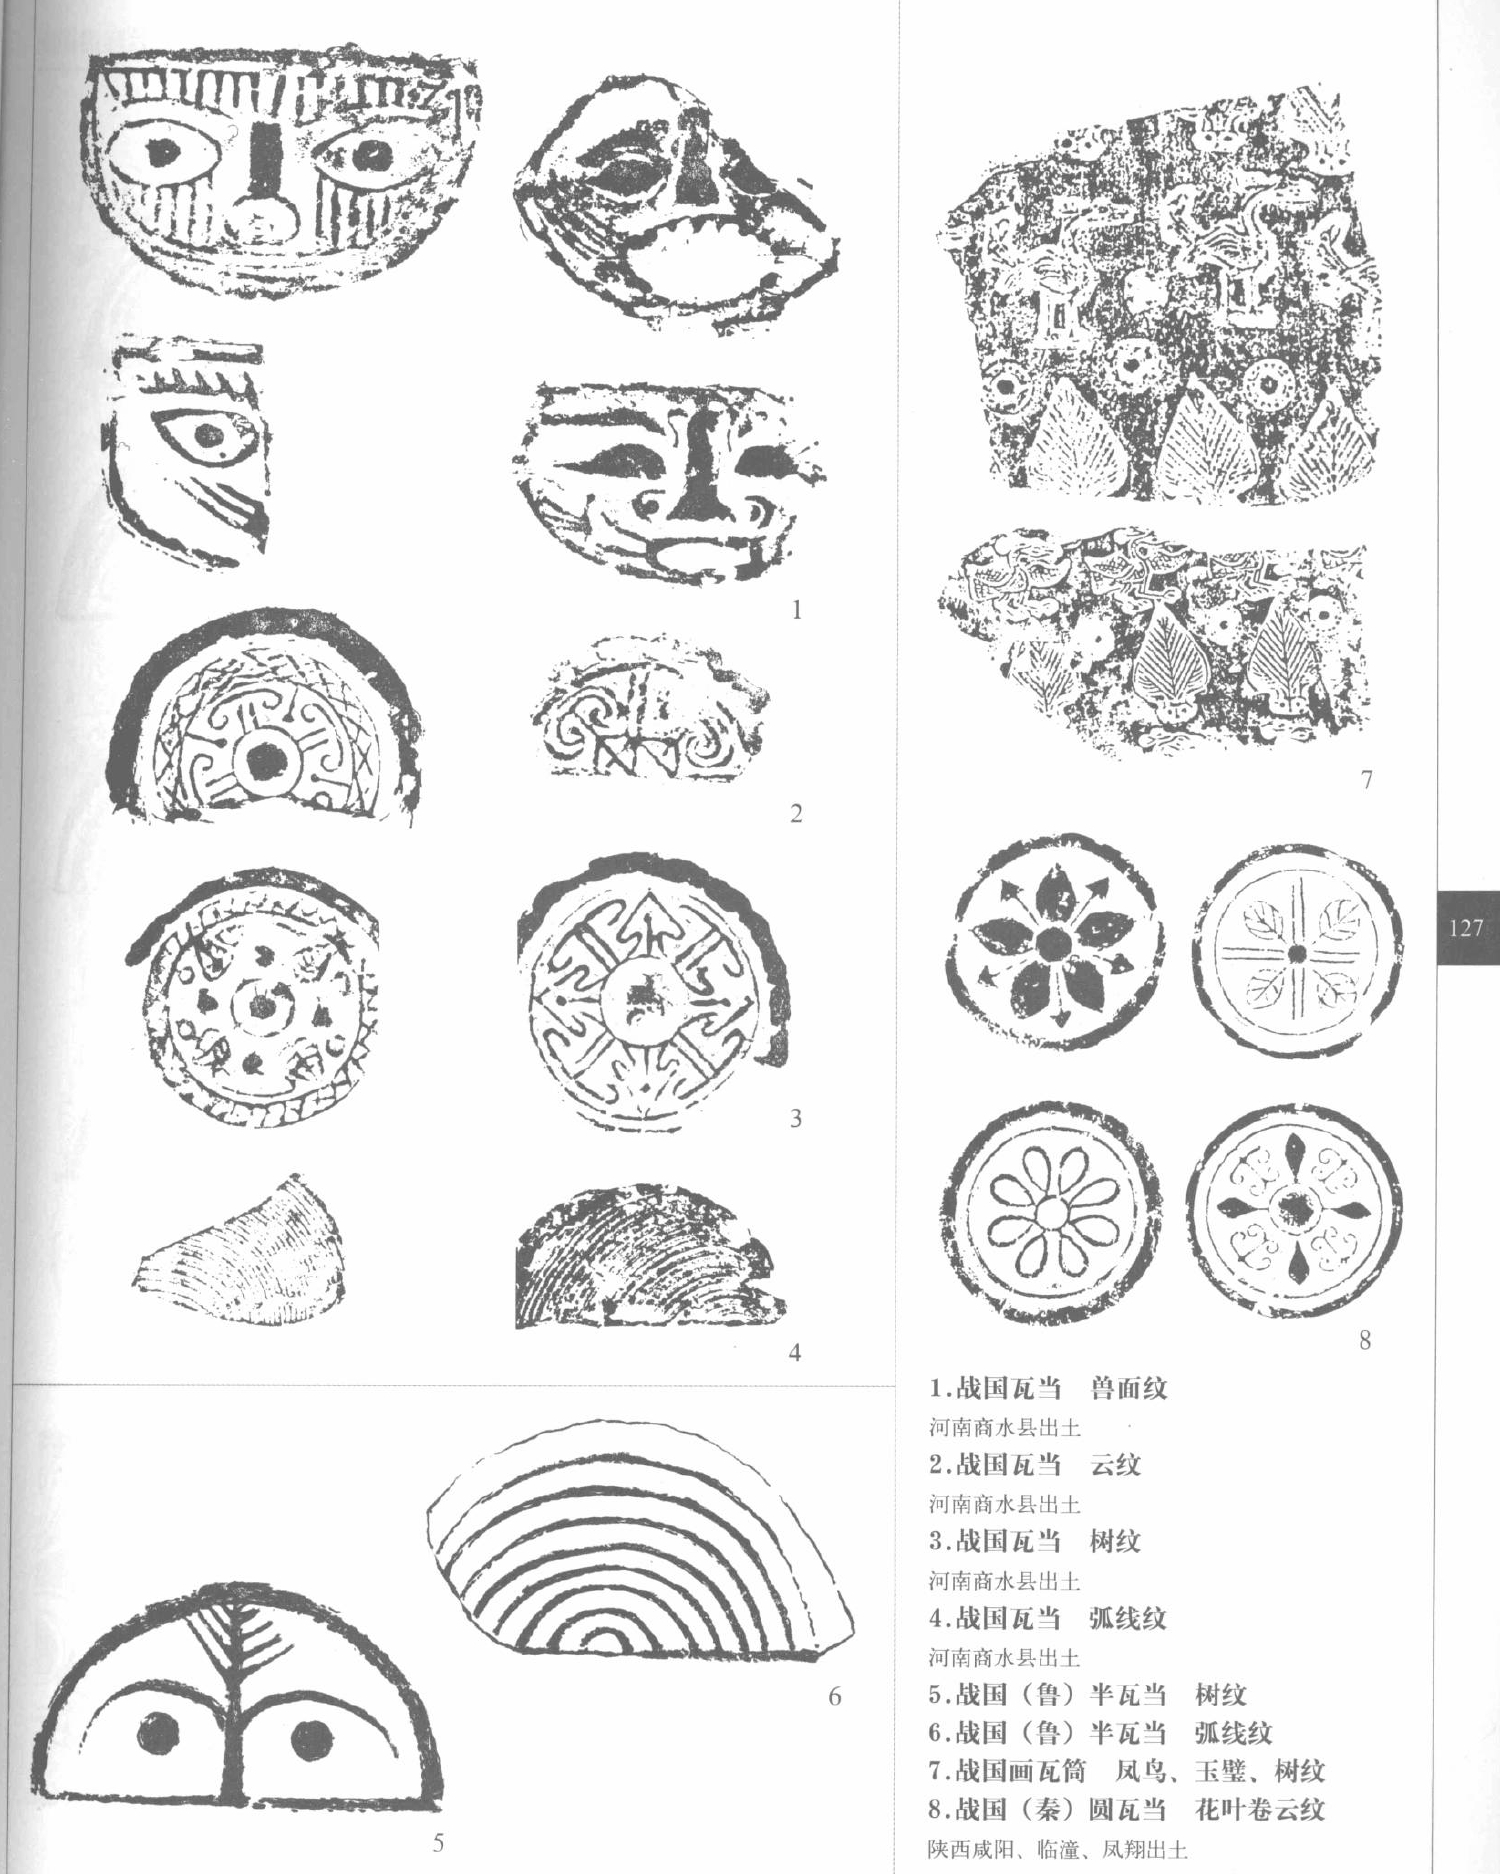 1
2
3
4
5
6
7
8
127
1.战国瓦当　兽面纹
河南商水县出土
2.战国瓦当　云纹
河南商水县出土
3.战国瓦当　树纹
河南商水县出土
4.战国瓦当　弧线纹
河南商水县出土
5.战国（鲁）半瓦当　树纹
6.战国（鲁）半瓦当　弧线纹
7.战国画瓦筒　凤鸟、玉璧、树纹
8.战国（秦）圆瓦当　花叶卷云纹
陕西咸阳、临潼、凤翔出土